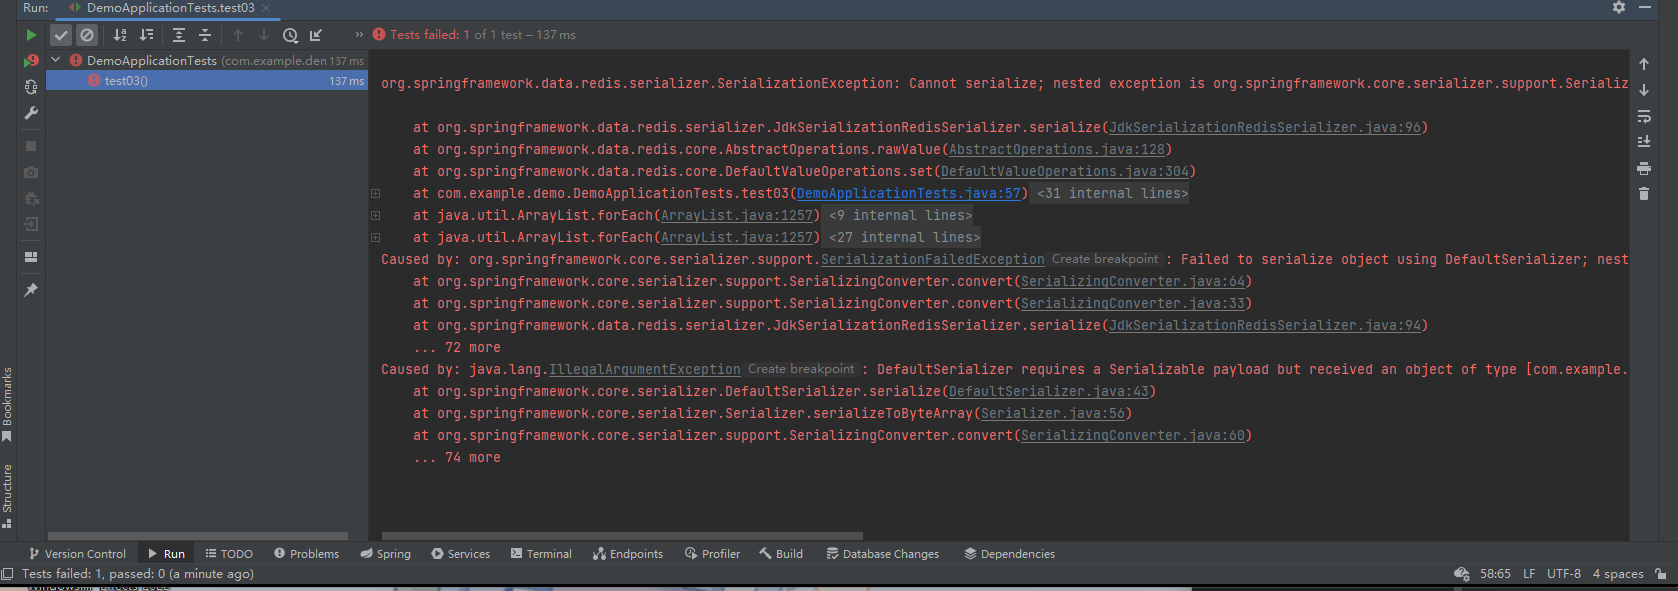 Run: DemoApplicationTests.test03
Tests failed: 1 of 1 test – 137 ms
DemoApplicationTests (com.example.den 137 ms
test03() 137 ms
org.springframework.data.redis.serializer.SerializationException: Cannot serialize; nested exception is org.springframework.core.serializer.support.Serializ
at org.springframework.data.redis.serializer.JdkSerializationRedisSerializer.serialize(JdkSerializationRedisSerializer.java:96)
at org.springframework.data.redis.core.AbstractOperations.rawValue(AbstractOperations.java:128)
at org.springframework.data.redis.core.DefaultValueOperations.set(DefaultValueOperations.java:304)
at com.example.demo.DemoApplicationTests.test03(DemoApplicationTests.java:57) <31 internal lines>
at java.util.ArrayList.forEach(ArrayList.java:1257) <9 internal lines>
at java.util.ArrayList.forEach(ArrayList.java:1257) <27 internal lines>
Caused by: org.springframework.core.serializer.support.SerializationFailedException Create breakpoint : Failed to serialize object using DefaultSerializer; nest
at org.springframework.core.serializer.support.SerializingConverter.convert(SerializingConverter.java:64)
at org.springframework.core.serializer.support.SerializingConverter.convert(SerializingConverter.java:33)
at org.springframework.data.redis.serializer.JdkSerializationRedisSerializer.serialize(JdkSerializationRedisSerializer.java:94)
... 72 more
Caused by: java.lang.IllegalArgumentException Create breakpoint : DefaultSerializer requires a Serializable payload but received an object of type [com.example.
at org.springframework.core.serializer.DefaultSerializer.serialize(DefaultSerializer.java:43)
at org.springframework.core.serializer.Serializer.serializeToByteArray(Serializer.java:56)
at org.springframework.core.serializer.support.SerializingConverter.convert(SerializingConverter.java:60)
... 74 more
Bookmarks
Structure
Version Control Run TODO Problems Spring Services Terminal Endpoints Profiler Build Database Changes Dependencies
Tests failed: 1, passed: 0 (a minute ago) 58:65 LF UTF-8 4 spaces